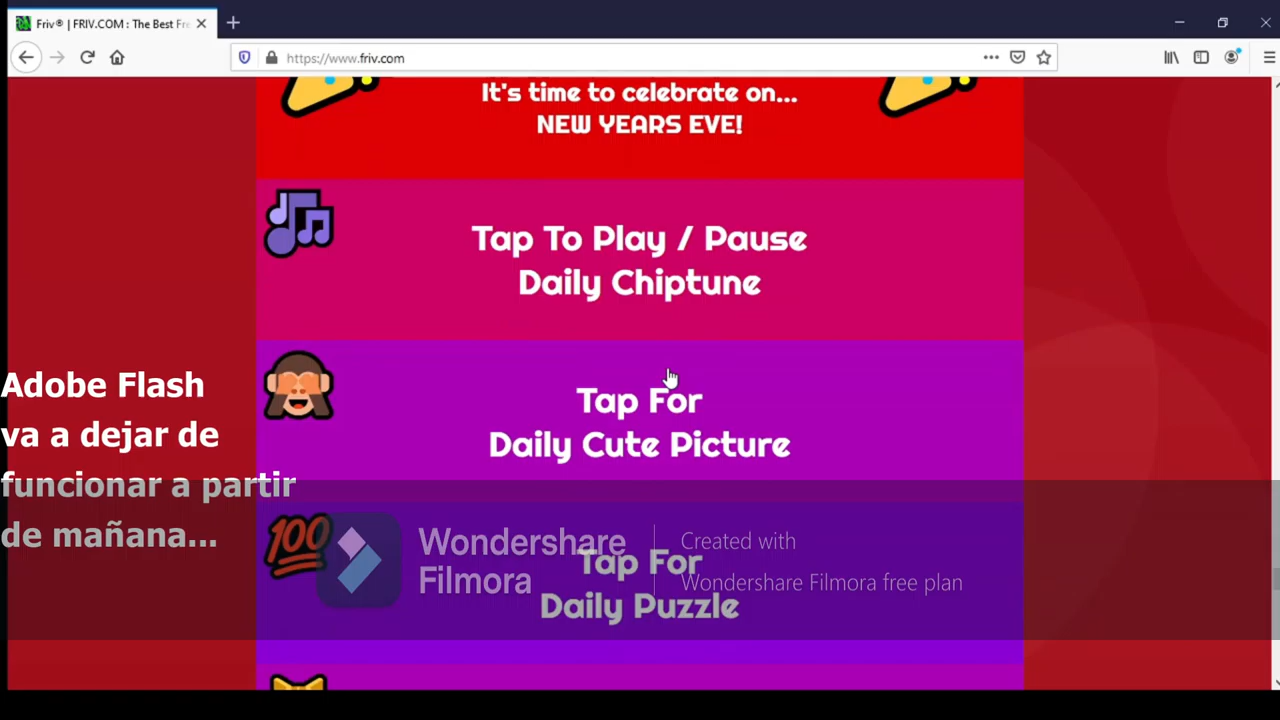 Friv® | FRIV.COM : The Best Fre
https://www.friv.com
It's time to celebrate on...
NEW YEARS EVE!
Tap To Play / Pause
Daily Chiptune
Tap For
Daily Cute Picture
100
Tap For
Daily Puzzle
Adobe Flash
va a dejar de
funcionar a partir
de mañana...
Wondershare
Filmora
Created with
Wondershare Filmora free plan